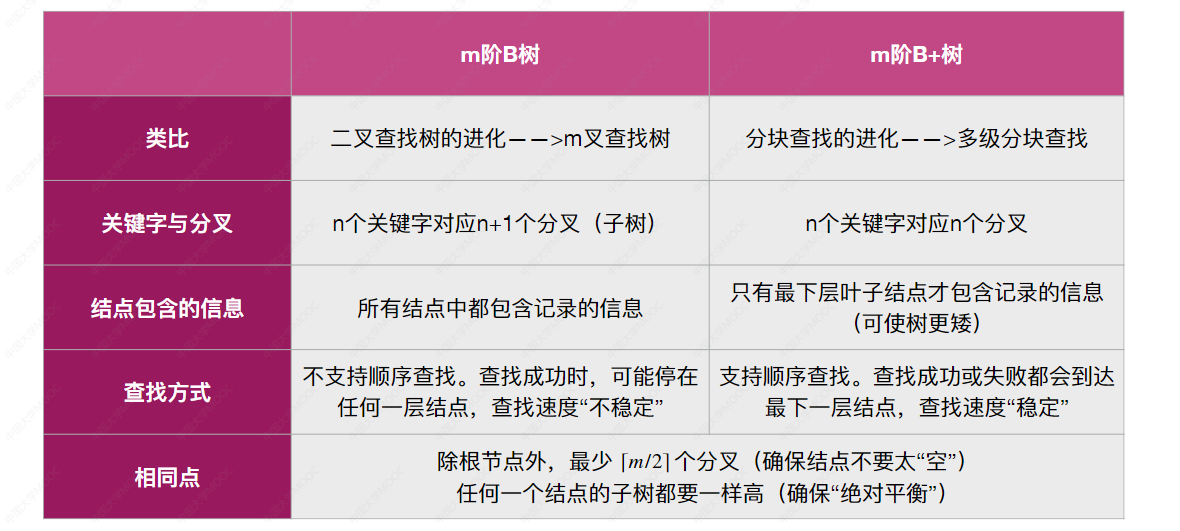 m阶B树
m阶B+树
类比
二叉查找树的进化——>m叉查找树
分块查找的进化——>多级分块查找
关键字与分叉
n个关键字对应n+1个分叉（子树）
n个关键字对应n个分叉
结点包含的信息
所有结点中都包含记录的信息
只有最下层叶子结点才包含记录的信息
（可使树更矮）
查找方式
不支持顺序查找。查找成功时，可能停在
任何一层结点，查找速度“不稳定”
支持顺序查找。查找成功或失败都会到达
最下一层结点，查找速度“稳定”
相同点
除根节点外，最少 ⌈m/2⌉ 个分叉（确保结点不要太“空”）
任何一个结点的子树都要一样高（确保“绝对平衡”）